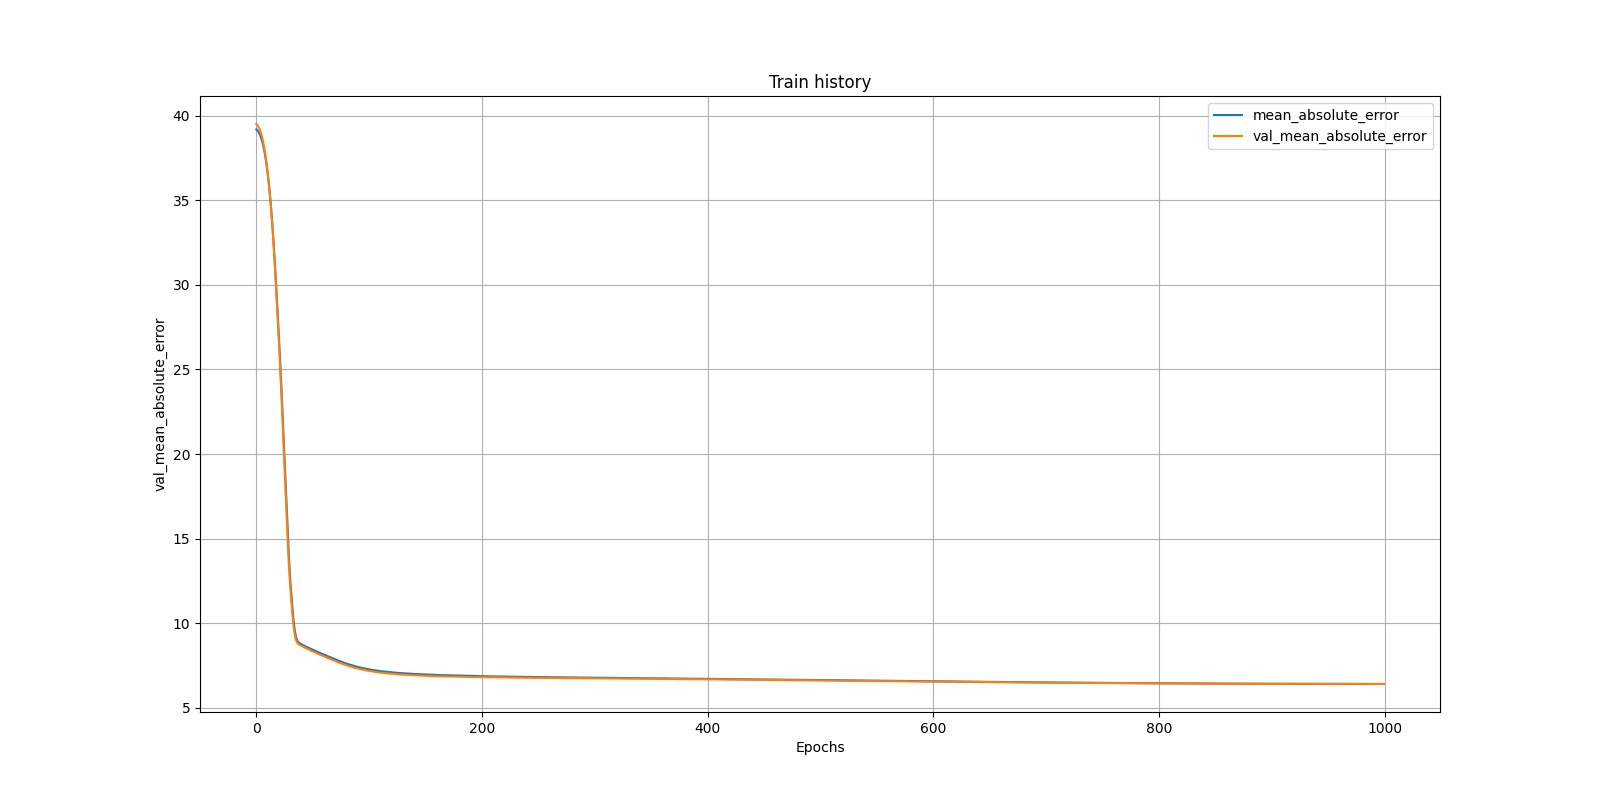 Train history
mean_absolute_error
val_mean_absolute_error
40
35
30
25
20
15
10
5
val_mean_absolute_error
0 200 400 600 800 1000
Epochs